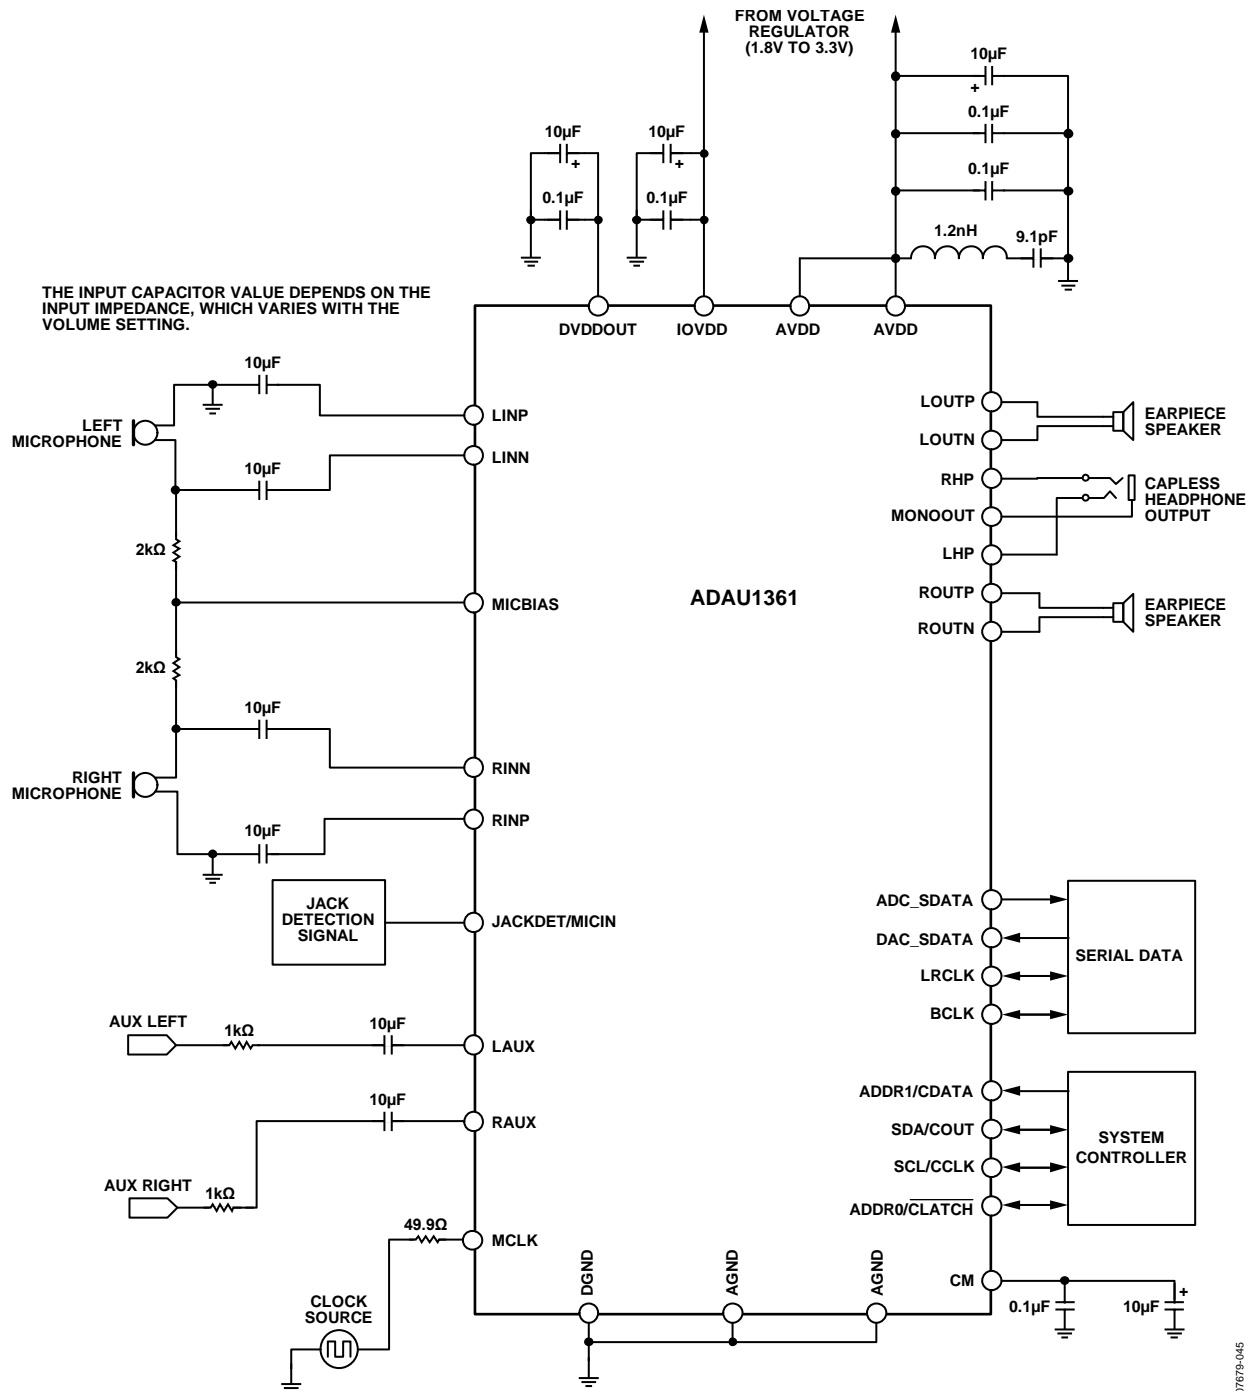 FROM VOLTAGE
REGULATOR
(1.8V TO 3.3V)
10µF
+
0.1µF
0.1µF
10µF
+
0.1µF
10µF
+
0.1µF
1.2nH
9.1pF
THE INPUT CAPACITOR VALUE DEPENDS ON THE
INPUT IMPEDANCE, WHICH VARIES WITH THE
VOLUME SETTING.
DVDDOUT
IOVDD
AVDD
AVDD
10µF
LEFT
MICROPHONE
LINP
10µF
LINN
2kΩ
MICBIAS
2kΩ
10µF
RINN
RIGHT
MICROPHONE
10µF
RINP
JACK
DETECTION
SIGNAL
JACKDET/MICIN
AUX LEFT
1kΩ
10µF
LAUX
10µF
RAUX
AUX RIGHT
1kΩ
49.9Ω
MCLK
CLOCK
SOURCE
ADAU1361
LOUTP
LOUTN
EARPIECE
SPEAKER
RHP
MONOOUT
LHP
CAPLESS
HEADPHONE
OUTPUT
ROUTP
ROUTN
EARPIECE
SPEAKER
ADC_SDATA
DAC_SDATA
LRCLK
BCLK
SERIAL DATA
ADDR1/CDATA
SDA/COUT
SCL/CCLK
ADDR0/CLATCH
SYSTEM
CONTROLLER
CM
0.1µF
10µF
+
DGND
AGND
AGND
07679-045